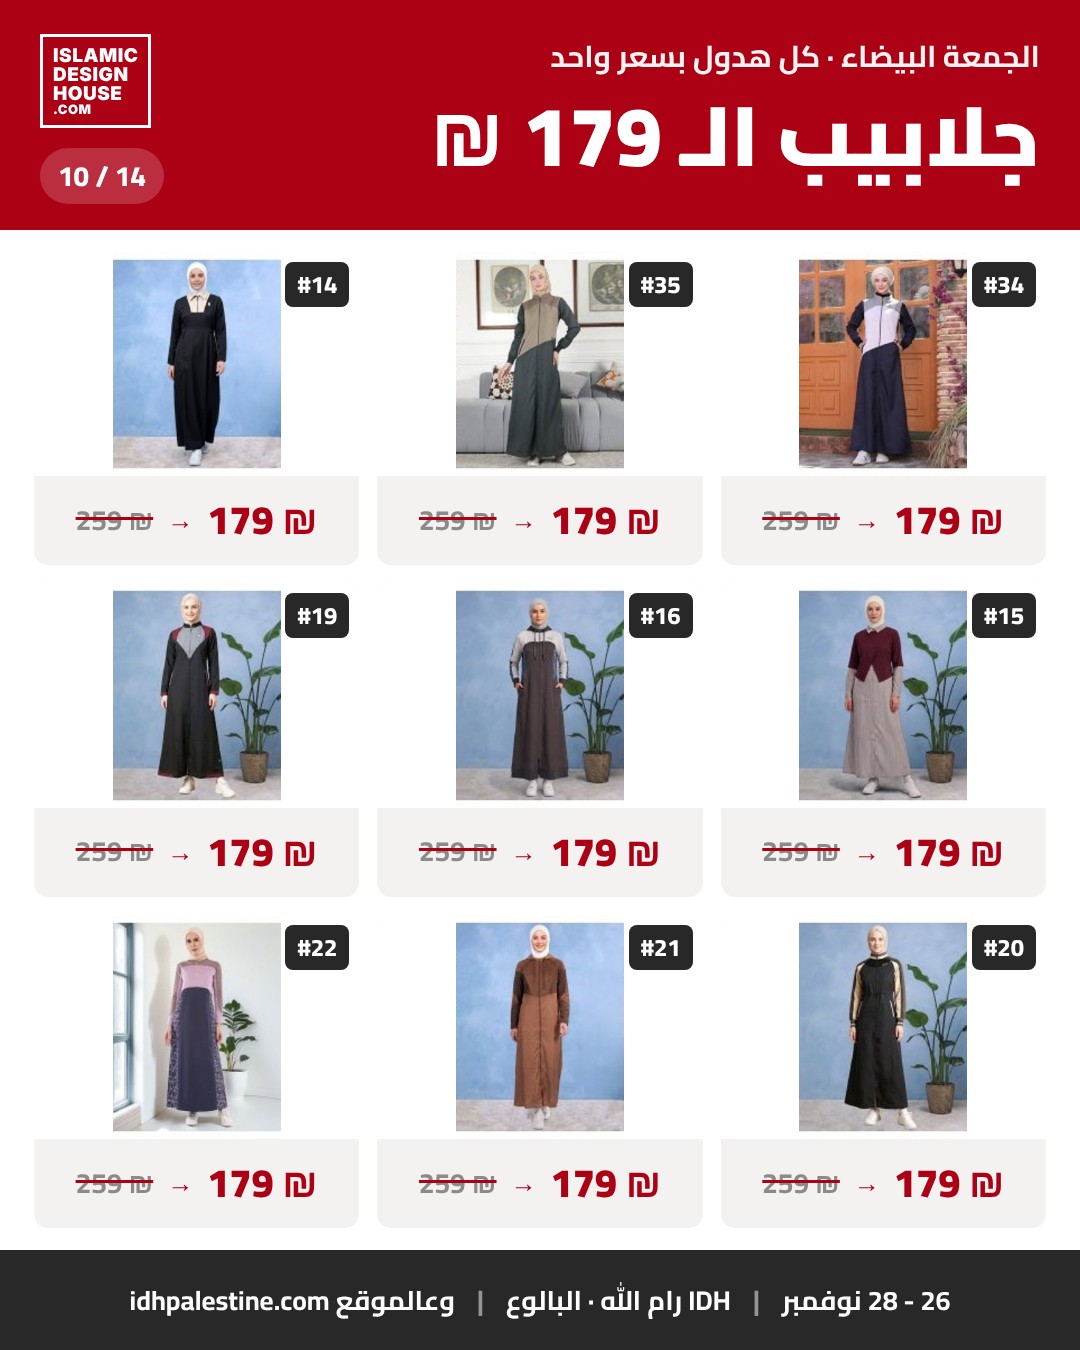 ISLAMIC
DESIGN
HOUSE
.COM
الجمعة البيضاء · كل هدول بسعر واحد
جلابيب الـ 179 ₪
10 / 14
#34
#35
#14
259 ₪ → 179 ₪
259 ₪ → 179 ₪
259 ₪ → 179 ₪
#15
#16
#19
259 ₪ → 179 ₪
259 ₪ → 179 ₪
259 ₪ → 179 ₪
#20
#21
#22
259 ₪ → 179 ₪
259 ₪ → 179 ₪
259 ₪ → 179 ₪
26 - 28 نوفمبر | IDH رام الله · البالوع | وعالموقع idhpalestine.com